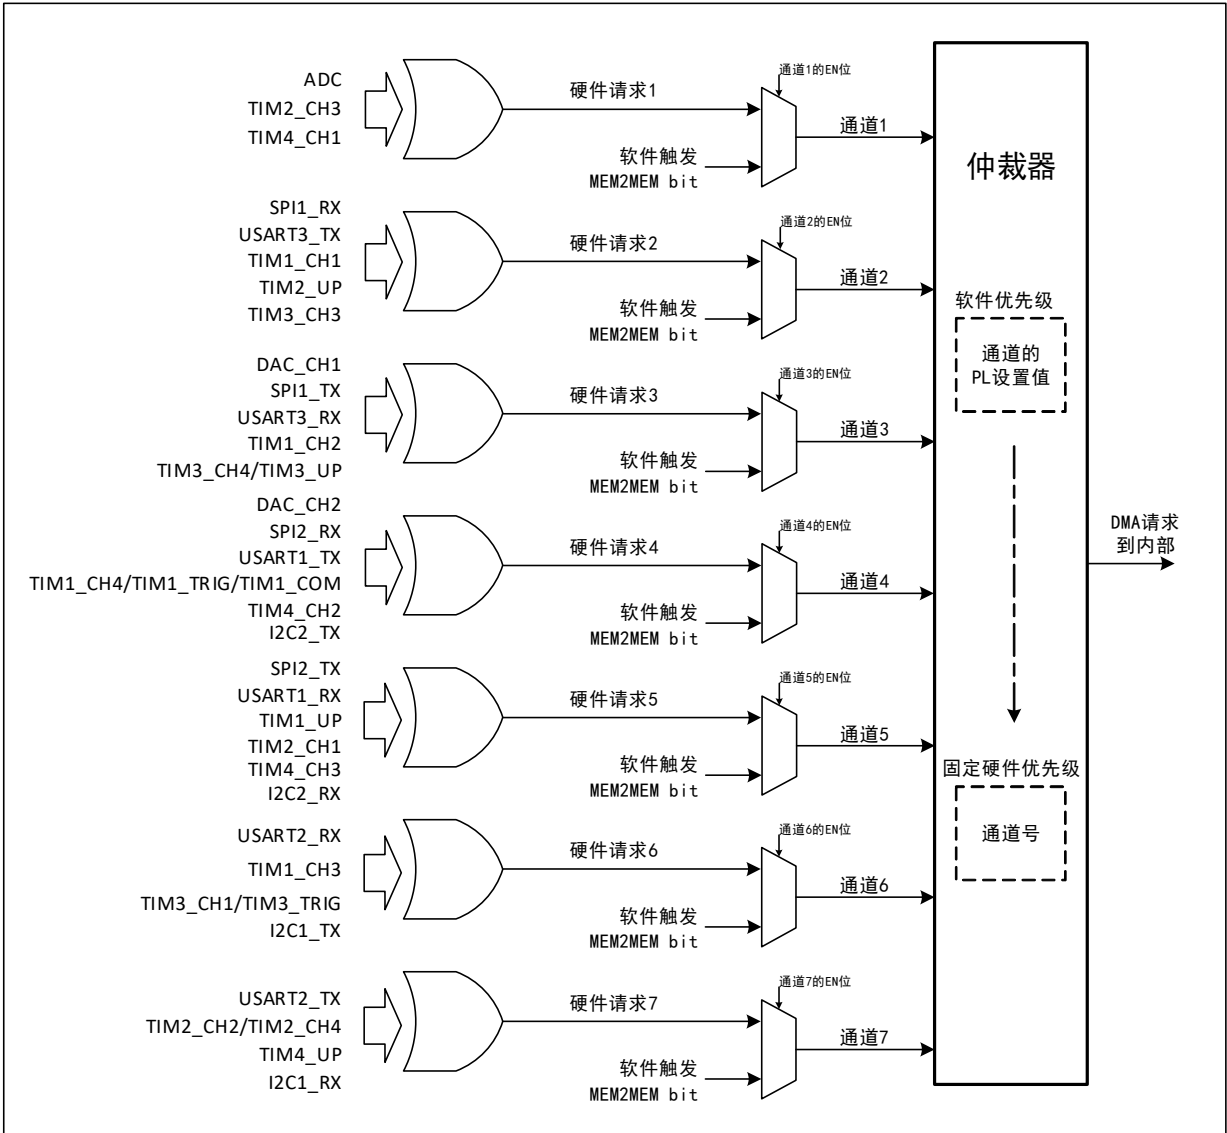 ADC
TIM2_CH3
TIM4_CH1
硬件请求1
软件触发
MEM2MEM bit
通道1的EN位
通道1
SPI1_RX
USART3_TX
TIM1_CH1
TIM2_UP
TIM3_CH3
硬件请求2
软件触发
MEM2MEM bit
通道2的EN位
通道2
DAC_CH1
SPI1_TX
USART3_RX
TIM1_CH2
TIM3_CH4/TIM3_UP
硬件请求3
软件触发
MEM2MEM bit
通道3的EN位
通道3
DAC_CH2
SPI2_RX
USART1_TX
TIM1_CH4/TIM1_TRIG/TIM1_COM
TIM4_CH2
I2C2_TX
硬件请求4
软件触发
MEM2MEM bit
通道4的EN位
通道4
SPI2_TX
USART1_RX
TIM1_UP
TIM2_CH1
TIM4_CH3
I2C2_RX
硬件请求5
软件触发
MEM2MEM bit
通道5的EN位
通道5
USART2_RX
TIM1_CH3
TIM3_CH1/TIM3_TRIG
I2C1_TX
硬件请求6
软件触发
MEM2MEM bit
通道6的EN位
通道6
USART2_TX
TIM2_CH2/TIM2_CH4
TIM4_UP
I2C1_RX
硬件请求7
软件触发
MEM2MEM bit
通道7的EN位
通道7
仲裁器
软件优先级
通道的
PL设置值
固定硬件优先级
通道号
DMA请求
到内部